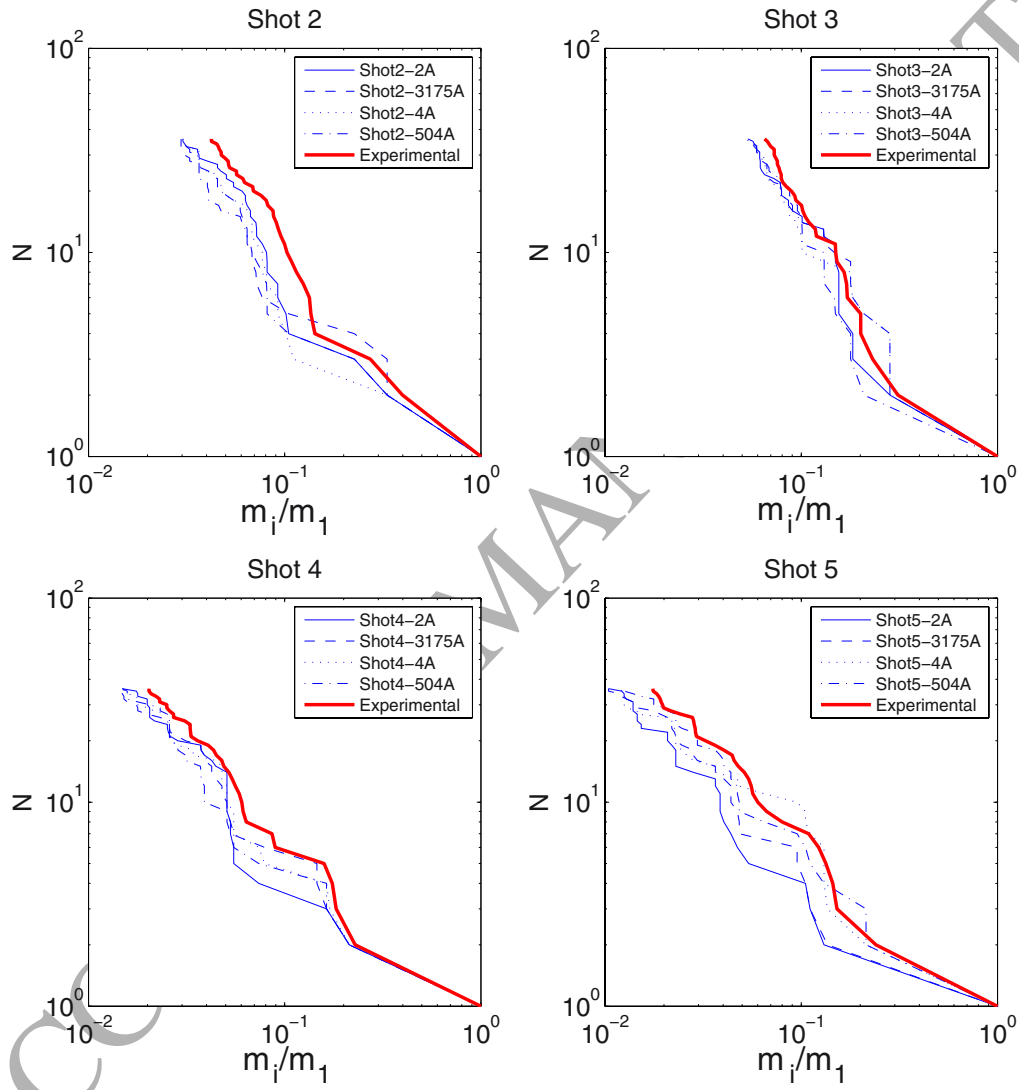 Shot 2
10^2
10^1
10^0
N
Shot2-2A
Shot2-3175A
Shot2-4A
Shot2-504A
Experimental
10^-2
10^-1
10^0
m_i/m_1
Shot 3
10^2
10^1
10^0
N
Shot3-2A
Shot3-3175A
Shot3-4A
Shot3-504A
Experimental
10^-2
10^-1
10^0
m_i/m_1
Shot 4
10^2
10^1
10^0
N
Shot4-2A
Shot4-3175A
Shot4-4A
Shot4-504A
Experimental
10^-2
10^-1
10^0
m_i/m_1
Shot 5
10^2
10^1
10^0
N
Shot5-2A
Shot5-3175A
Shot5-4A
Shot5-504A
Experimental
10^-2
10^-1
10^0
m_i/m_1